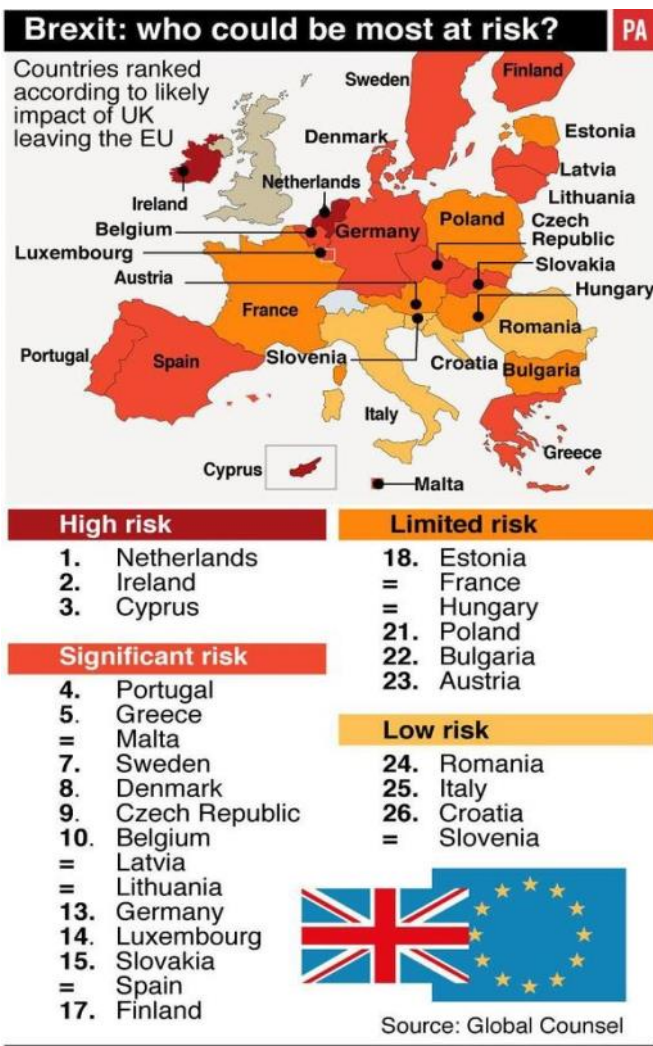 Brexit: who could be most at risk?
PA
Countries ranked
according to likely
impact of UK
leaving the EU
Sweden
Finland
Denmark
Estonia
Latvia
Lithuania
Ireland
Netherlands
Belgium
Luxembourg
Germany
Poland
Czech
Republic
Slovakia
Austria
Hungary
France
Romania
Portugal
Spain
Slovenia
Croatia
Bulgaria
Italy
Greece
Cyprus
Malta
High risk
1. Netherlands
2. Ireland
3. Cyprus
Significant risk
4. Portugal
5. Greece
= Malta
7. Sweden
8. Denmark
9. Czech Republic
10. Belgium
= Latvia
= Lithuania
13. Germany
14. Luxembourg
15. Slovakia
= Spain
17. Finland
Limited risk
18. Estonia
= France
= Hungary
21. Poland
22. Bulgaria
23. Austria
Low risk
24. Romania
25. Italy
26. Croatia
= Slovenia
Source: Global Counsel